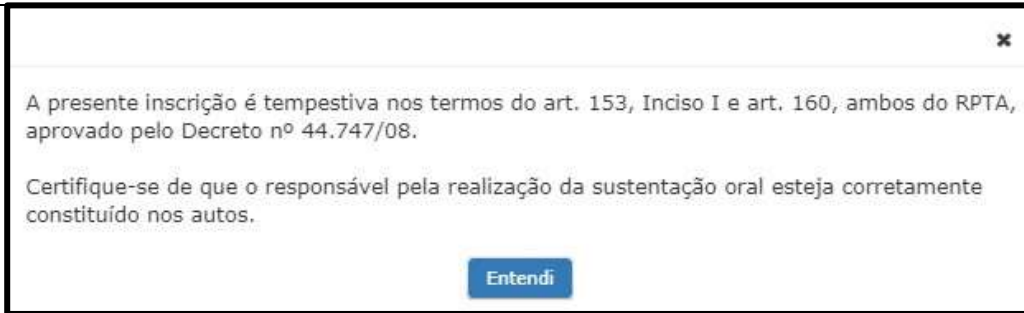 A presente inscrição é tempestiva nos termos do art. 153, Inciso I e art. 160, ambos do RPTA,
aprovado pelo Decreto nº 44.747/08.
Certifique-se de que o responsável pela realização da sustentação oral esteja corretamente
constituído nos autos.
Entendi